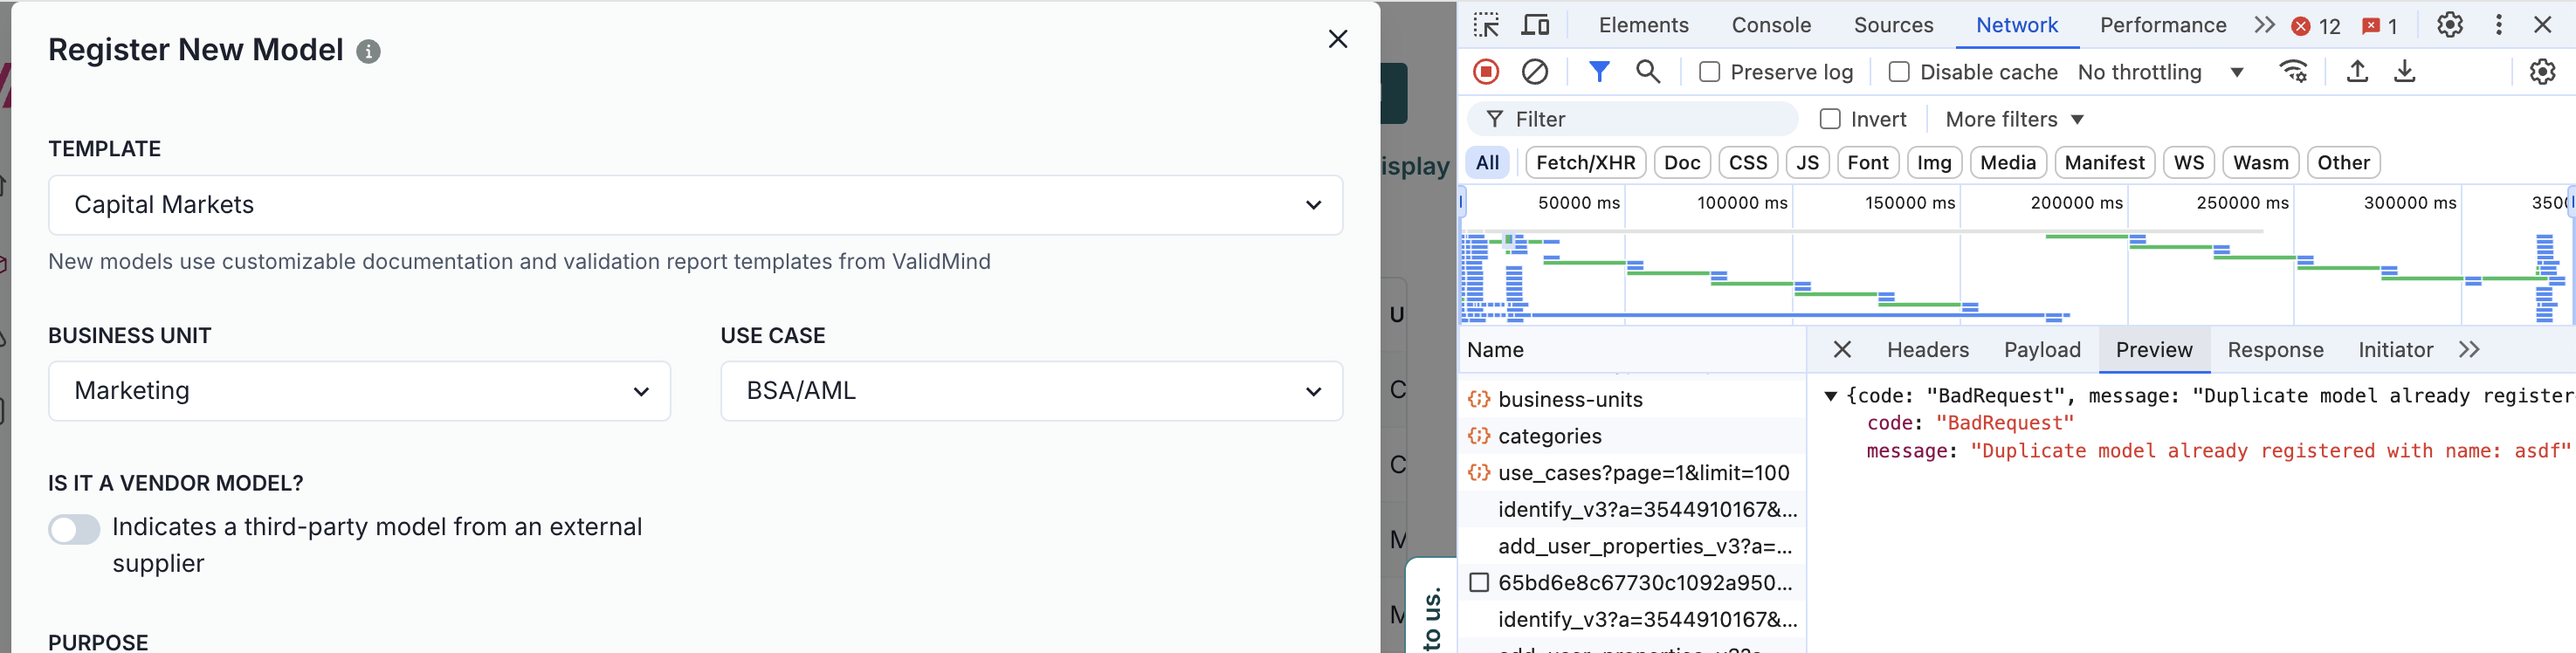 Register New Model
TEMPLATE
Capital Markets
New models use customizable documentation and validation report templates from ValidMind
BUSINESS UNIT
USE CASE
Marketing
BSA/AML
IS IT A VENDOR MODEL?
Indicates a third-party model from an external
supplier
PURPOSE
isplay
U
C
C
M
M
to us.
Elements Console Sources Network Performance 12 1
Preserve log Disable cache No throttling
Filter Invert More filters
All Fetch/XHR Doc CSS JS Font Img Media Manifest WS Wasm Other
50000 ms 100000 ms 150000 ms 200000 ms 250000 ms 300000 ms 3500
Name
Headers Payload Preview Response Initiator
business-units
categories
use_cases?page=1&limit=100
identify_v3?a=3544910167&...
add_user_properties_v3?a=...
65bd6e8c67730c1092a950...
identify_v3?a=3544910167&...
add_user_properties_v3?a
{code: "BadRequest", message: "Duplicate model already register
code: "BadRequest"
message: "Duplicate model already registered with name: asdf"